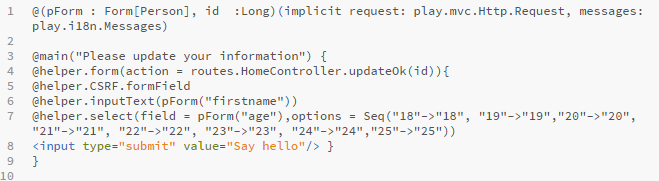 1 @(pForm : Form[Person], id  :Long)(implicit request: play.mvc.Http.Request, messages:
play.i18n.Messages)
2
3 @main("Please update your information") {
4 @helper.form(action = routes.HomeController.updateOk(id)){
5 @helper.CSRF.formField
6 @helper.inputText(pForm("firstname"))
7 @helper.select(field = pForm("age"),options = Seq("18"->"18", "19"->"19","20"->"20",
"21"->"21", "22"->"22", "23"->"23", "24"->"24","25"->"25"))
8 <input type="submit" value="Say hello"/> }
9 }
10